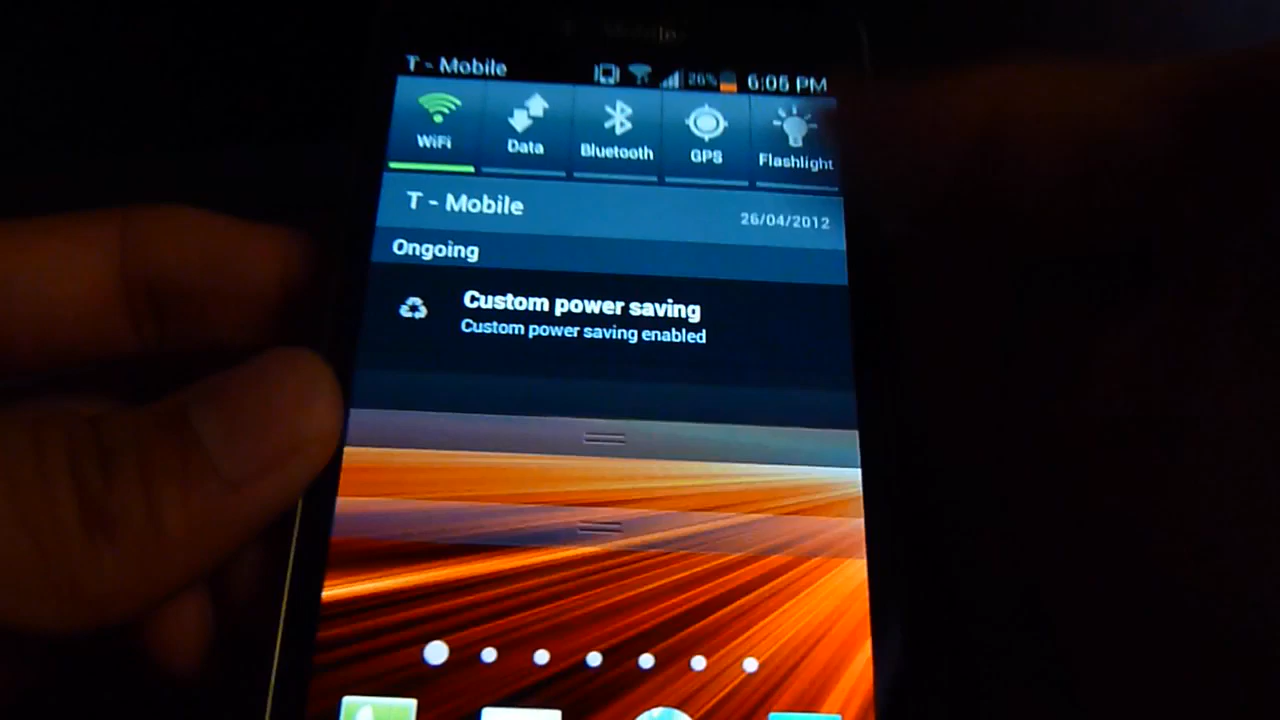 T - Mobile 26% 6:05 PM
WiFi Data Bluetooth GPS Flashlight
T - Mobile 26/04/2012
Ongoing
Custom power saving
Custom power saving enabled